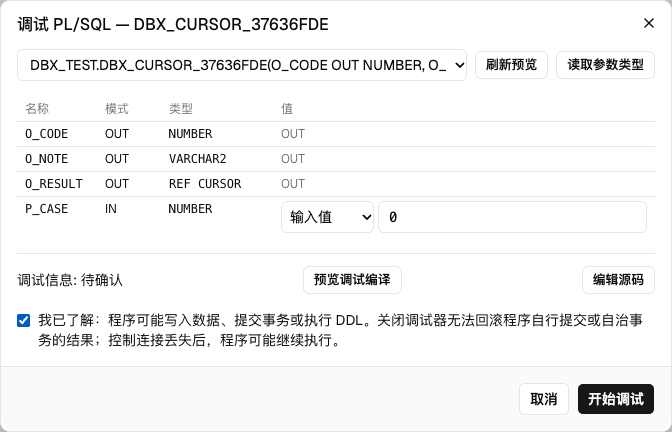 调试 PL/SQL — DBX_CURSOR_37636FDE
DBX_TEST.DBX_CURSOR_37636FDE(O_CODE OUT NUMBER, O_ 刷新预览 读取参数类型
名称 模式 类型 值
O_CODE OUT NUMBER OUT
O_NOTE OUT VARCHAR2 OUT
O_RESULT OUT REF CURSOR OUT
P_CASE IN NUMBER 输入值 0
调试信息: 待确认 预览调试编译 编辑源码
我已了解：程序可能写入数据、提交事务或执行 DDL。关闭调试器无法回滚程序自行提交或自治事
务的结果；控制连接丢失后，程序可能继续执行。
取消 开始调试